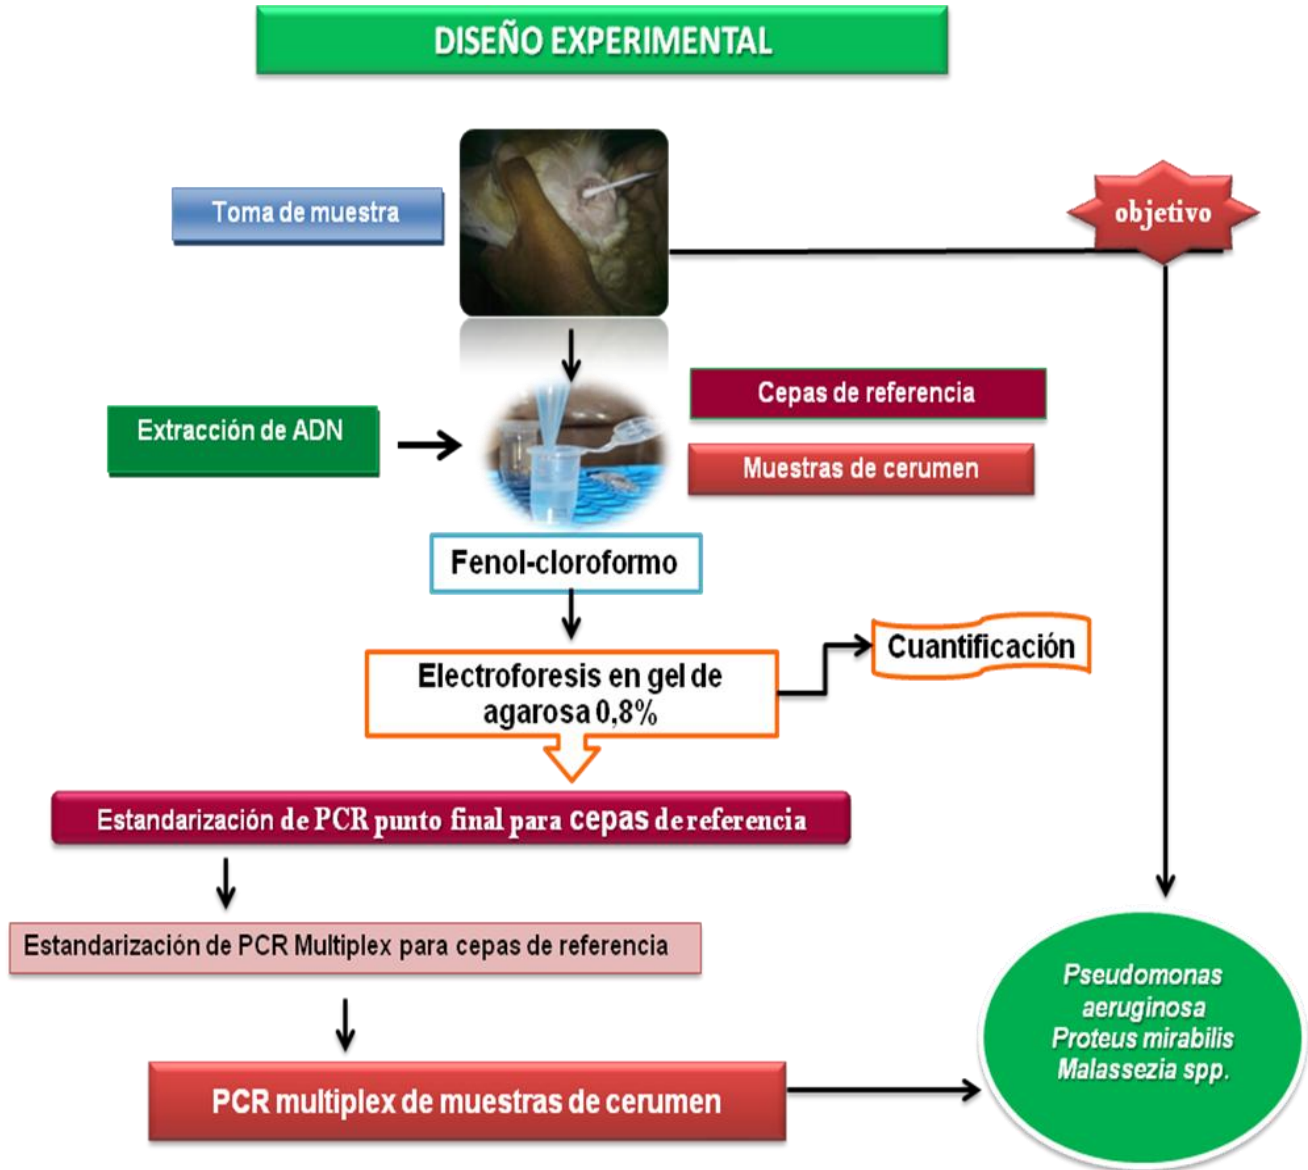 DISEÑO EXPERIMENTAL
Toma de muestra
objetivo
Cepas de referencia
Extracción de ADN
Muestras de cerumen
Fenol-cloroformo
Cuantificación
Electroforesis en gel de
agarosa 0,8%
Estandarización de PCR punto final para cepas de referencia
Estandarización de PCR Multiplex para cepas de referencia
Pseudomonas
aeruginosa
Proteus mirabilis
Malassezia spp.
PCR multiplex de muestras de cerumen